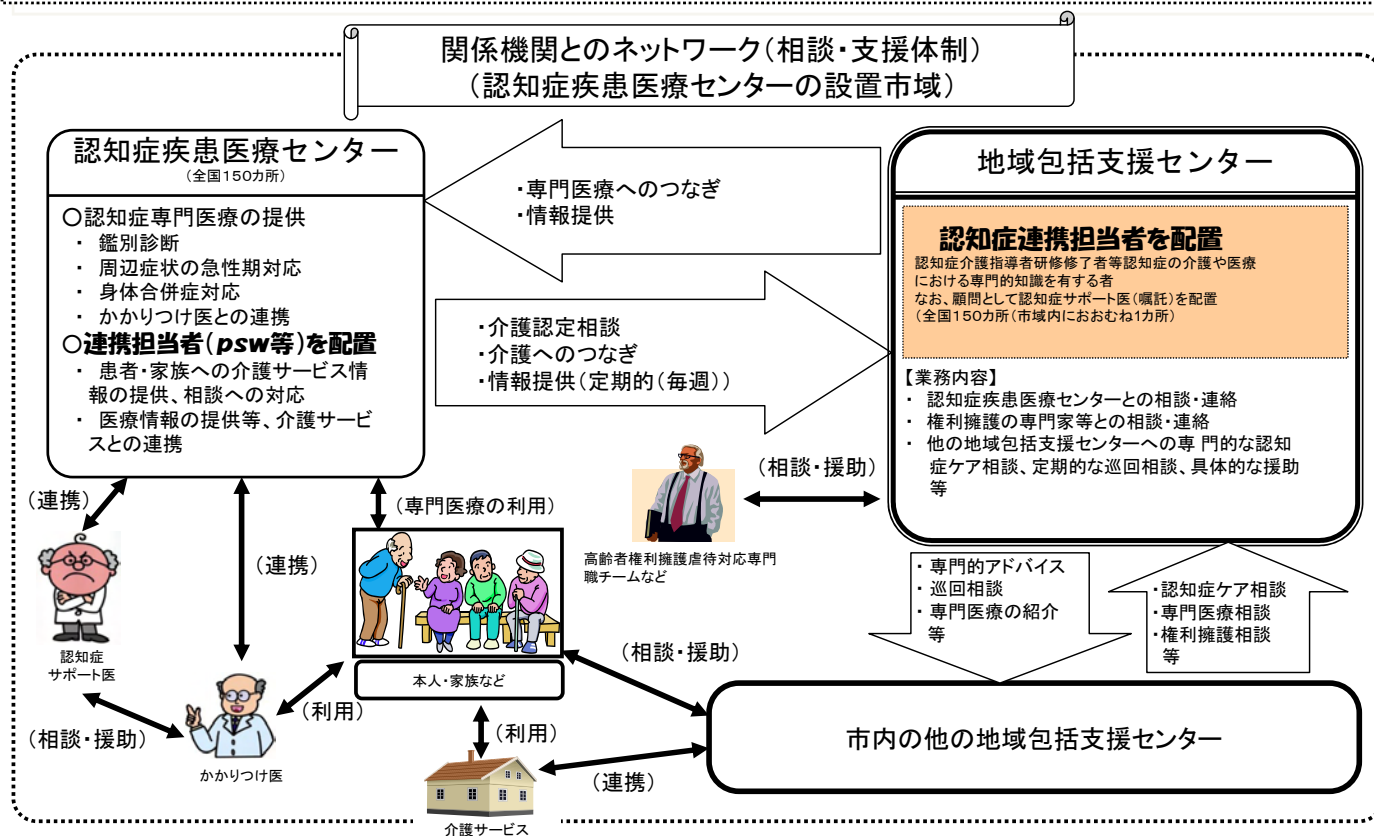 関係機関とのネットワーク(相談・支援体制)
(認知症疾患医療センターの設置市域)
認知症疾患医療センター
(全国150カ所)
○認知症専門医療の提供
・ 鑑別診断
・ 周辺症状の急性期対応
・ 身体合併症対応
・ かかりつけ医との連携
○連携担当者(psw等)を配置
・ 患者・家族への介護サービス情
報の提供、相談への対応
・ 医療情報の提供等、介護サービ
スとの連携
・専門医療へのつなぎ
・情報提供
・介護認定相談
・介護へのつなぎ
・情報提供(定期的(毎週))
地域包括支援センター
認知症連携担当者を配置
認知症介護指導者研修修了者等認知症の介護や医療
における専門的知識を有する者
なお、顧問として認知症サポート医(嘱託)を配置
(全国150カ所(市域内におおむね1カ所)
【業務内容】
・ 認知症疾患医療センターとの相談・連絡
・ 権利擁護の専門家等との相談・連絡
・ 他の地域包括支援センターへの専 門的な認知
症ケア相談、定期的な巡回相談、具体的な援助
等
(相談・援助)
高齢者権利擁護虐待対応専門
職チームなど
(連携)
(連携)
(専門医療の利用)
認知症
サポート医
本人・家族など
(相談・援助)
かかりつけ医
(利用)
(利用)
介護サービス
(相談・援助)
(連携)
・専門的アドバイス
・巡回相談
・専門医療の紹介
等
・認知症ケア相談
・専門医療相談
・権利擁護相談
等
市内の他の地域包括支援センター